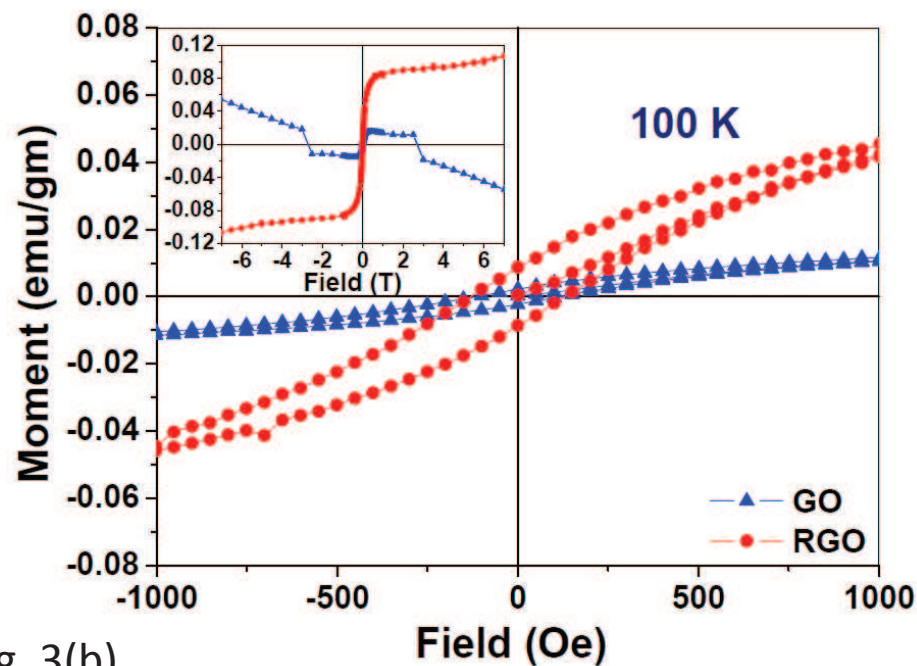 0.08
0.06
0.04
0.02
0.00
-0.02
-0.04
-0.06
-0.08
Moment (emu/gm)
0.12
0.08
0.04
0.00
-0.04
-0.08
-0.12
-6 -4 -2 0 2 4 6
Field (T)
100 K
GO
RGO
-1000 -500 0 500 1000
Field (Oe)
g. 3(b)